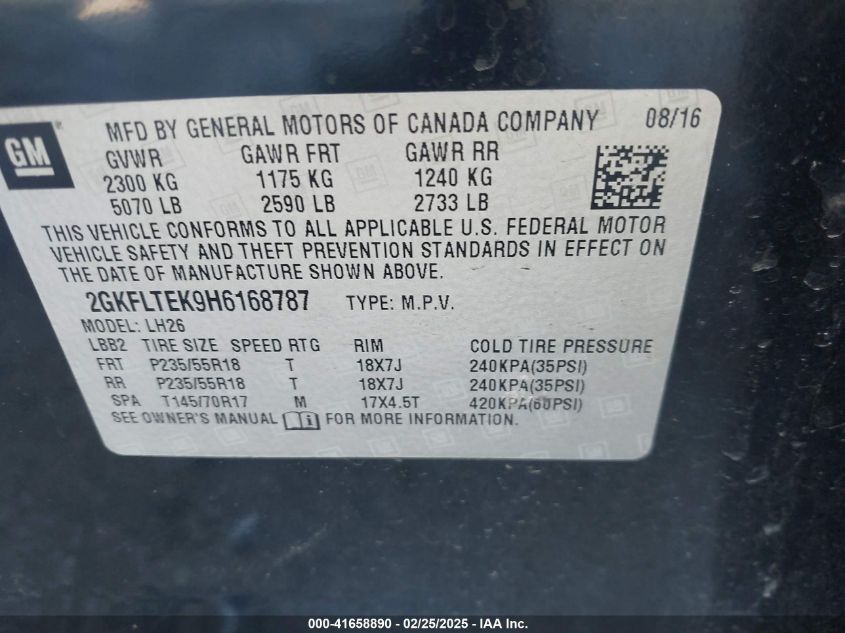 GM
MFD BY GENERAL MOTORS OF CANADA COMPANY 08/16
GVWR GAWR FRT GAWR RR
2300 KG 1175 KG 1240 KG
5070 LB 2590 LB 2733 LB
THIS VEHICLE CONFORMS TO ALL APPLICABLE U.S. FEDERAL MOTOR
VEHICLE SAFETY AND THEFT PREVENTION STANDARDS IN EFFECT ON
THE DATE OF MANUFACTURE SHOWN ABOVE.
2GKFLTEK9H6168787 TYPE: M.P.V.
MODEL: LH26
LBB2 TIRE SIZE SPEED RTG RIM COLD TIRE PRESSURE
FRT P235/55R18 T 18X7J 240KPA(35PSI)
RR P235/55R18 T 18X7J 240KPA(35PSI)
SPA T145/70R17 M 17X4.5T 420KPA(60PSI)
SEE OWNER'S MANUAL FOR MORE INFORMATION.
000-41658890 - 02/25/2025 - IAA Inc.